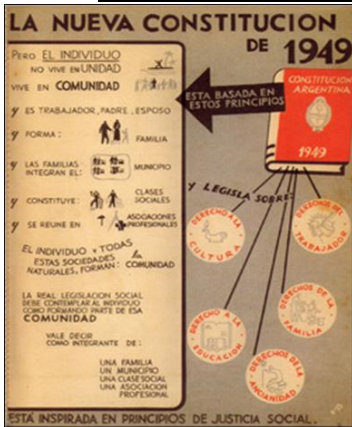 LA NUEVA CONSTITUCION
DE 1949
PERO EL INDIVIDUO
NO VIVE EN UNIDAD
VIVE EN COMUNIDAD
Y ES TRABAJADOR, PADRE, ESPOSO
Y FORMA:
FAMILIA
Y LAS FAMILIAS
INTEGRAN EL:
MUNICIPIO
Y CONSTITUYE:
CLASES
SOCIALES
Y SE REUNE EN
ASOCIACIONES
PROFESIONALES
EL INDIVIDUO Y TODAS
ESTAS SOCIEDADES
NATURALES, FORMAN: la
COMUNIDAD
LA REAL LEGISLACION SOCIAL
DEBE CONTEMPLAR AL INDIVIDUO
COMO FORMANDO PARTE DE ESA
COMUNIDAD
VALE DECIR
COMO INTEGRANTE DE:
UNA FAMILIA
UN MUNICIPIO
UNA CLASE SOCIAL
UNA ASOCIACION
PROFESIONAL
ESTA BASADA EN
ESTOS PRINCIPIOS
CONSTITUCION
ARGENTINA
1949
Y LEGISLA SOBRE:
DERECHO A LA
CULTURA
DERECHOS DEL
TRABAJADOR
DERECHO A LA
EDUCACION
DERECHOS DE LA
FAMILIA
DERECHOS DE LA
ANCIANIDAD
ESTÁ INSPIRADA EN PRINCIPIOS DE JUSTICIA SOCIAL.